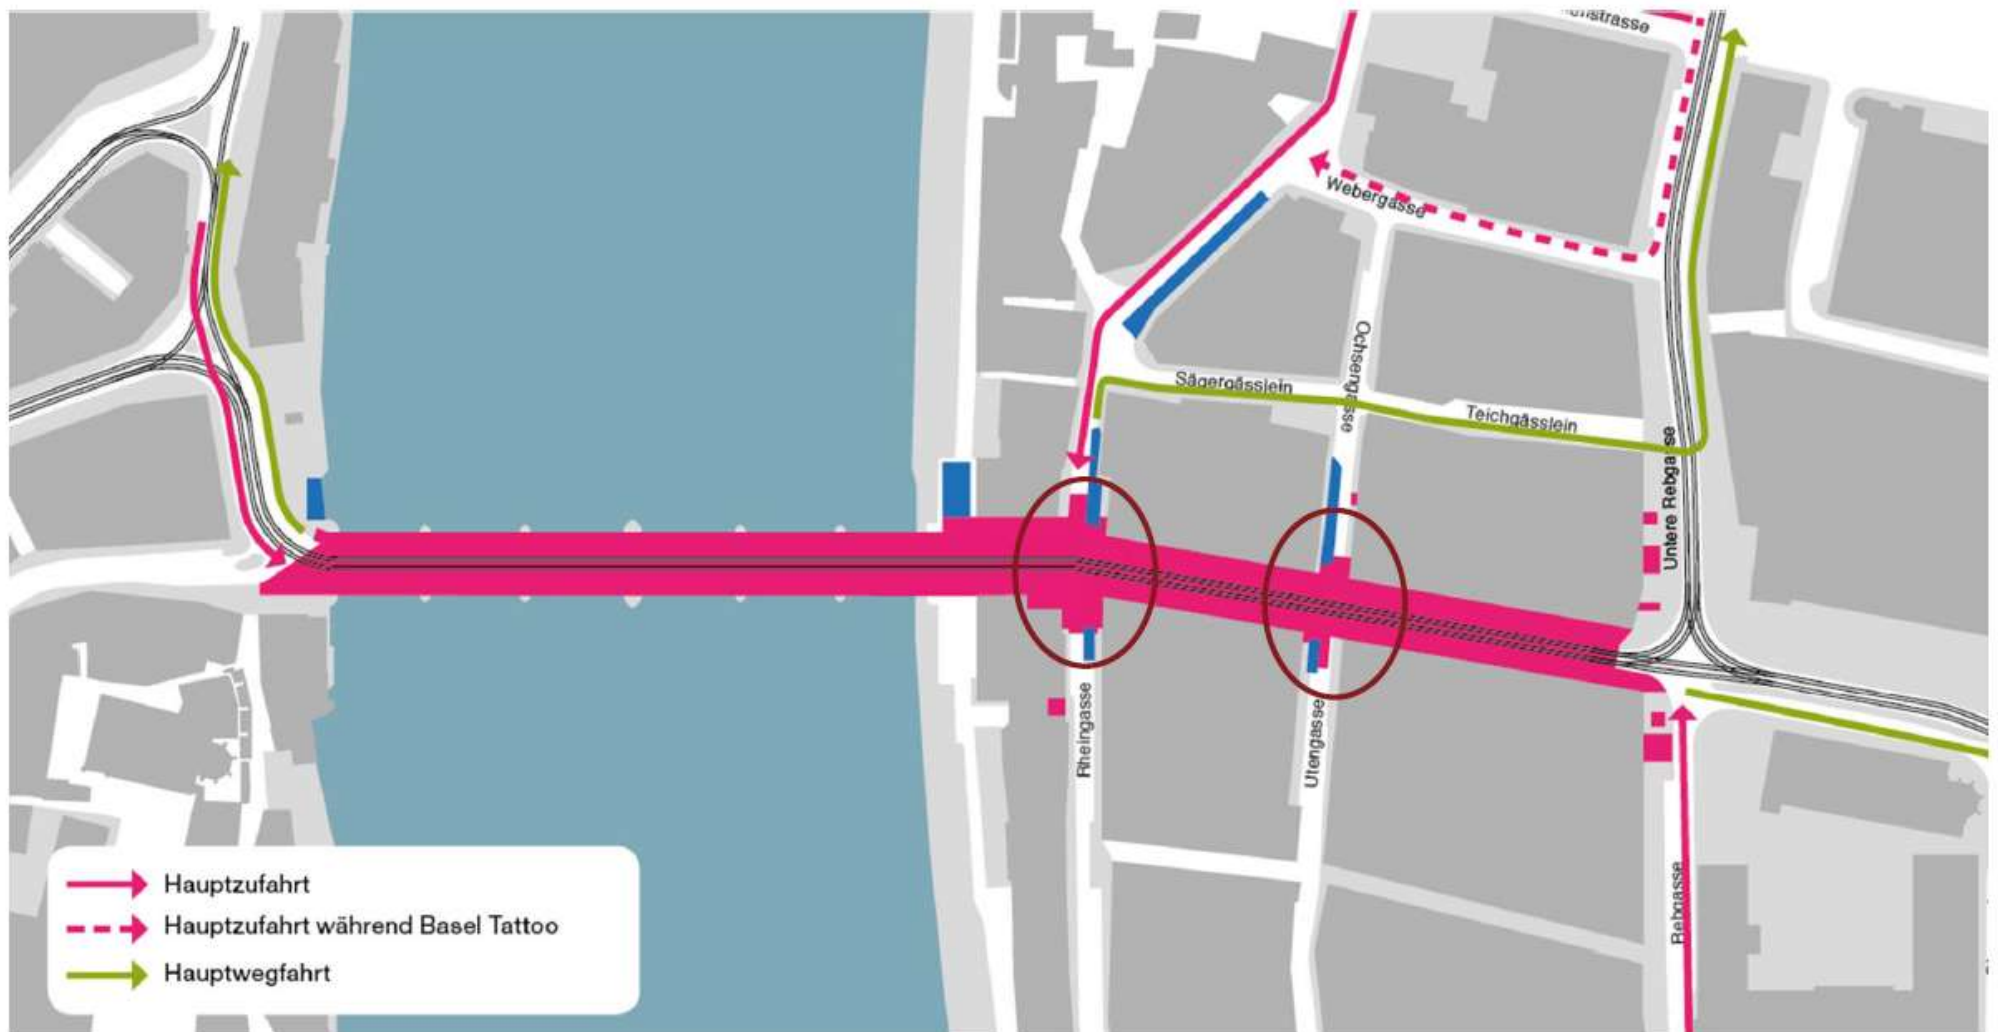 Webergasse
Ochsengasse
Sägergässlein
Teichgässlein
Untere Rebgasse
Rheingasse
Utengasse
Rebgasse
Hauptzufahrt
Hauptzufahrt während Basel Tattoo
Hauptwegfahrt